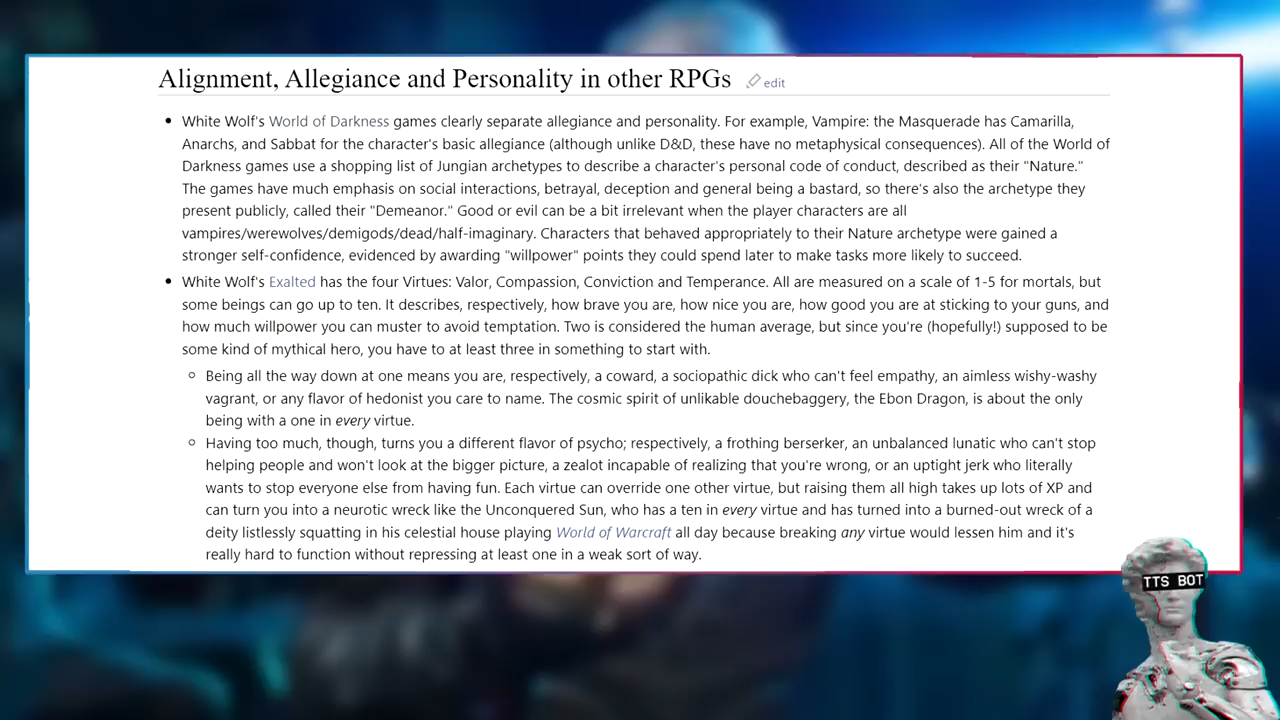 Alignment, Allegiance and Personality in other RPGs edit
• White Wolf's World of Darkness games clearly separate allegiance and personality. For example, Vampire: the Masquerade has Camarilla,
Anarchs, and Sabbat for the character's basic allegiance (although unlike D&D, these have no metaphysical consequences). All of the World of
Darkness games use a shopping list of Jungian archetypes to describe a character's personal code of conduct, described as their "Nature."
The games have much emphasis on social interactions, betrayal, deception and general being a bastard, so there's also the archetype they
present publicly, called their "Demeanor." Good or evil can be a bit irrelevant when the player characters are all
vampires/werewolves/demigods/dead/half-imaginary. Characters that behaved appropriately to their Nature archetype were gained a
stronger self-confidence, evidenced by awarding "willpower" points they could spend later to make tasks more likely to succeed.
• White Wolf's Exalted has the four Virtues: Valor, Compassion, Conviction and Temperance. All are measured on a scale of 1-5 for mortals, but
some beings can go up to ten. It describes, respectively, how brave you are, how nice you are, how good you are at sticking to your guns, and
how much willpower you can muster to avoid temptation. Two is considered the human average, but since you're (hopefully!) supposed to be
some kind of mythical hero, you have to at least three in something to start with.
○ Being all the way down at one means you are, respectively, a coward, a sociopathic dick who can't feel empathy, an aimless wishy-washy
vagrant, or any flavor of hedonist you care to name. The cosmic spirit of unlikable douchebaggery, the Ebon Dragon, is about the only
being with a one in every virtue.
○ Having too much, though, turns you a different flavor of psycho; respectively, a frothing berserker, an unbalanced lunatic who can't stop
helping people and won't look at the bigger picture, a zealot incapable of realizing that you're wrong, or an uptight jerk who literally
wants to stop everyone else from having fun. Each virtue can override one other virtue, but raising them all high takes up lots of XP and
can turn you into a neurotic wreck like the Unconquered Sun, who has a ten in every virtue and has turned into a burned-out wreck of a
deity listlessly squatting in his celestial house playing World of Warcraft all day because breaking any virtue would lessen him and it's
really hard to function without repressing at least one in a weak sort of way.
TTS BOT